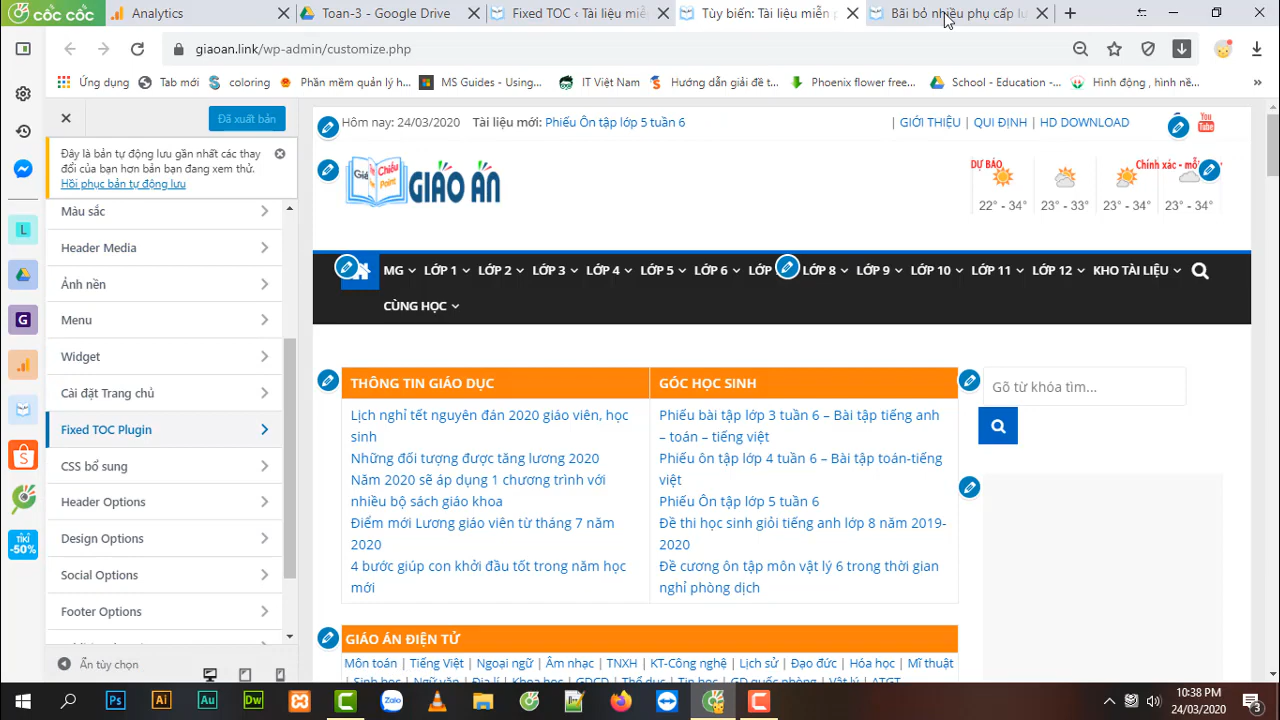 cốc cốc
Analytics
Toan-3 - Google Drive
Fixed TOC ‹ Tài liệu miễ
Tùy biến: Tài liệu miễn
Bãi bỏ nhiều phụ cấp lư
giaoan.link/wp-admin/customize.php
Ứng dụng
Tab mới
coloring
Phần mềm quản lý h...
MS Guides - Using...
IT Việt Nam
Hướng dẫn giải đề t...
Phoenix flower free...
School - Education -...
Hình động , hình nề...
Đã xuất bản
Đây là bản tự động lưu gần nhất các thay
đổi của bạn hơn bản bạn đang xem thử.
Hồi phục bản tự động lưu
Màu sắc
Header Media
Ảnh nền
Menu
Widget
Cài đặt Trang chủ
Fixed TOC Plugin
CSS bổ sung
Header Options
Design Options
Social Options
Footer Options
Ẩn tùy chọn
Hôm nay: 24/03/2020 Tài liệu mới: Phiếu Ôn tập lớp 5 tuần 6
| GIỚI THIỆU | QUI ĐỊNH | HD DOWNLOAD
You Tube
GIÁO ÁN
DỰ BÁO
Chính xác - mỗi
22° - 34° 23° - 33° 23° - 34° 23° - 34°
MG LỚP 1 LỚP 2 LỚP 3 LỚP 4 LỚP 5 LỚP 6 LỚP LỚP 8 LỚP 9 LỚP 10 LỚP 11 LỚP 12 KHO TÀI LIỆU
CÙNG HỌC
THÔNG TIN GIÁO DỤC
Lịch nghỉ tết nguyên đán 2020 giáo viên, học
sinh
Những đối tượng được tăng lương 2020
Năm 2020 sẽ áp dụng 1 chương trình với
nhiều bộ sách giáo khoa
Điểm mới Lương giáo viên từ tháng 7 năm
2020
4 bước giúp con khởi đầu tốt trong năm học
mới
GÓC HỌC SINH
Phiếu bài tập lớp 3 tuần 6 – Bài tập tiếng anh
– toán – tiếng việt
Phiếu ôn tập lớp 4 tuần 6 – Bài tập toán-tiếng
việt
Phiếu Ôn tập lớp 5 tuần 6
Đề thi học sinh giỏi tiếng anh lớp 8 năm 2019-
2020
Đề cương ôn tập môn vật lý 6 trong thời gian
nghỉ phòng dịch
Gõ từ khóa tìm...
GIÁO ÁN ĐIỆN TỬ
Môn toán | Tiếng Việt | Ngoại ngữ | Âm nhạc | TNXH | KT-Công nghệ | Lịch sử | Đạo đức | Hóa học | Mĩ thuật
L
G
TIKI
-50%
Ps
Ai
Au
Dw
Zalo
10:38 PM
24/03/2020
3